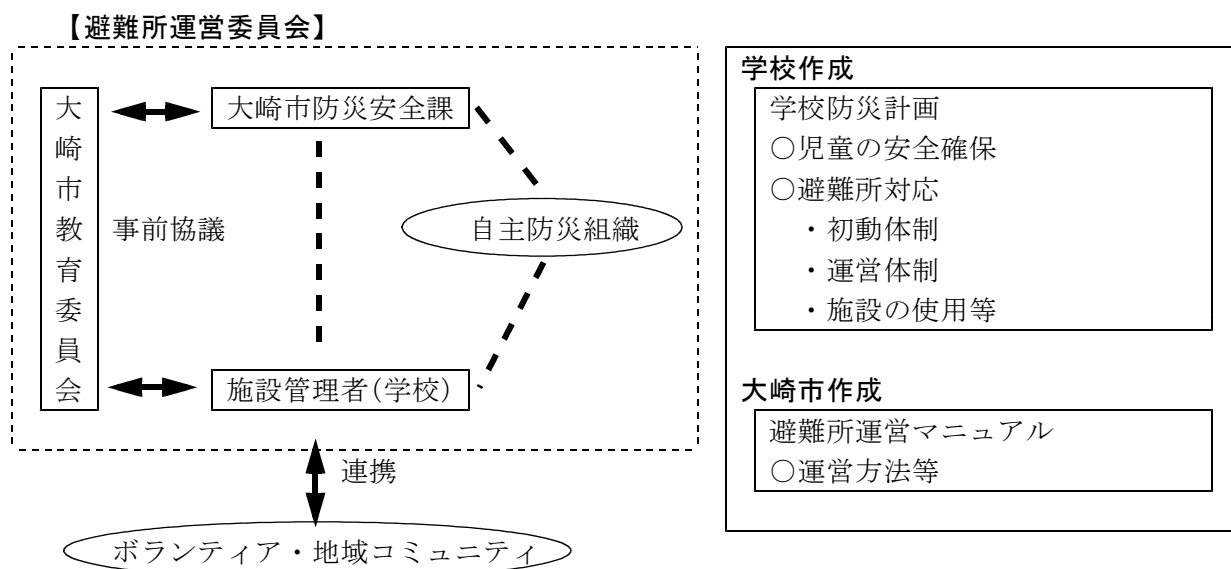 【避難所運営委員会】
大崎市教育委員会
大崎市防災安全課
事前協議
自主防災組織
施設管理者(学校)
連携
ボランティア・地域コミュニティ
学校作成
学校防災計画
○児童の安全確保
○避難所対応
・初動体制
・運営体制
・施設の使用等
大崎市作成
避難所運営マニュアル
○運営方法等